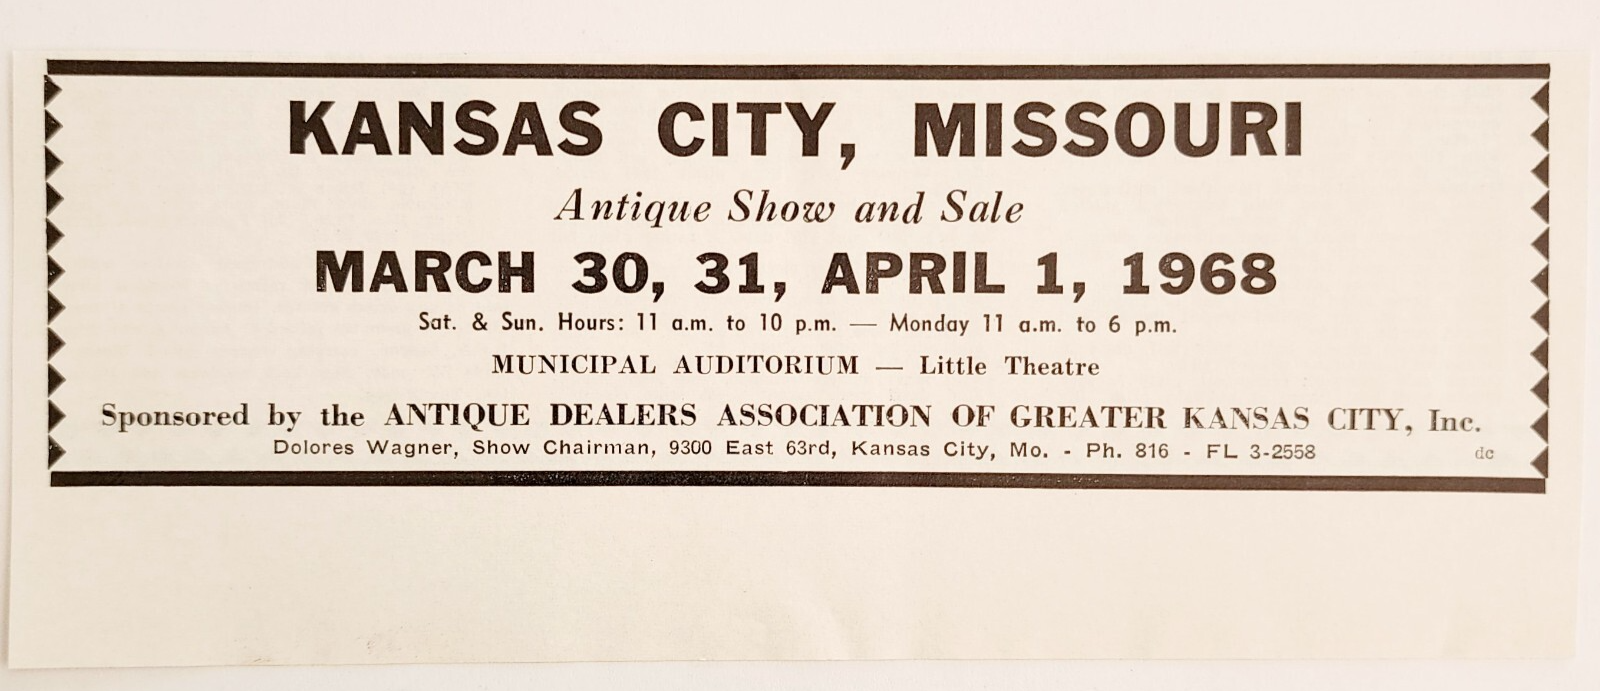 KANSAS CITY, MISSOURI
Antique Show and Sale
MARCH 30, 31, APRIL 1, 1968
Sat. & Sun. Hours: 11 a.m. to 10 p.m. — Monday 11 a.m. to 6 p.m.
MUNICIPAL AUDITORIUM — Little Theatre
Sponsored by the ANTIQUE DEALERS ASSOCIATION OF GREATER KANSAS CITY, Inc.
Dolores Wagner, Show Chairman, 9300 East 63rd, Kansas City, Mo. - Ph. 816 - FL 3-2558
dc